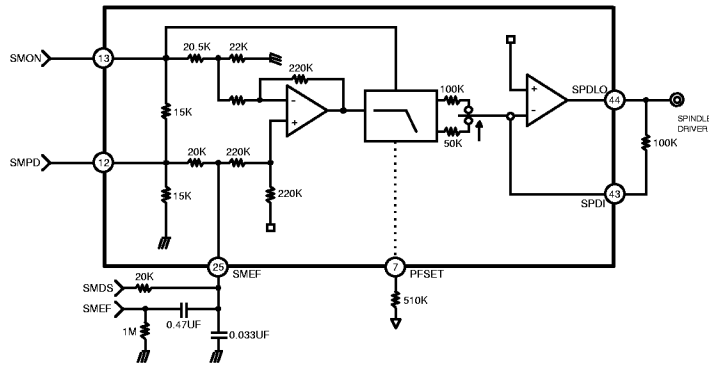 SMON
13
20.5K
22K
220K
15K
SMPD
12
20K
220K
15K
220K
100K
50K
SPDLO
44
SPINDLE
DRIVER
100K
43
SPDI
25
SMEF
7
PFSET
SMDS
20K
SMEF
0.47UF
1M
0.033UF
510K
- 
+
+
-